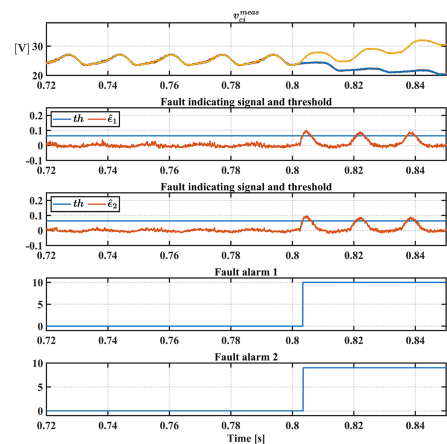 v_{ci}^{meas}
[V] 30
20
0.72 0.74 0.76 0.78 0.8 0.82 0.84
Fault indicating signal and threshold
0.2
0.1
0
-0.1
th ê₁
0.72 0.74 0.76 0.78 0.8 0.82 0.84
Fault indicating signal and threshold
0.2
0.1
0
-0.1
th ê₂
0.72 0.74 0.76 0.78 0.8 0.82 0.84
Fault alarm 1
10
5
0
0.72 0.74 0.76 0.78 0.8 0.82 0.84
Fault alarm 2
5
0
0.72 0.74 0.76 0.78 0.8 0.82 0.84
Time [s]